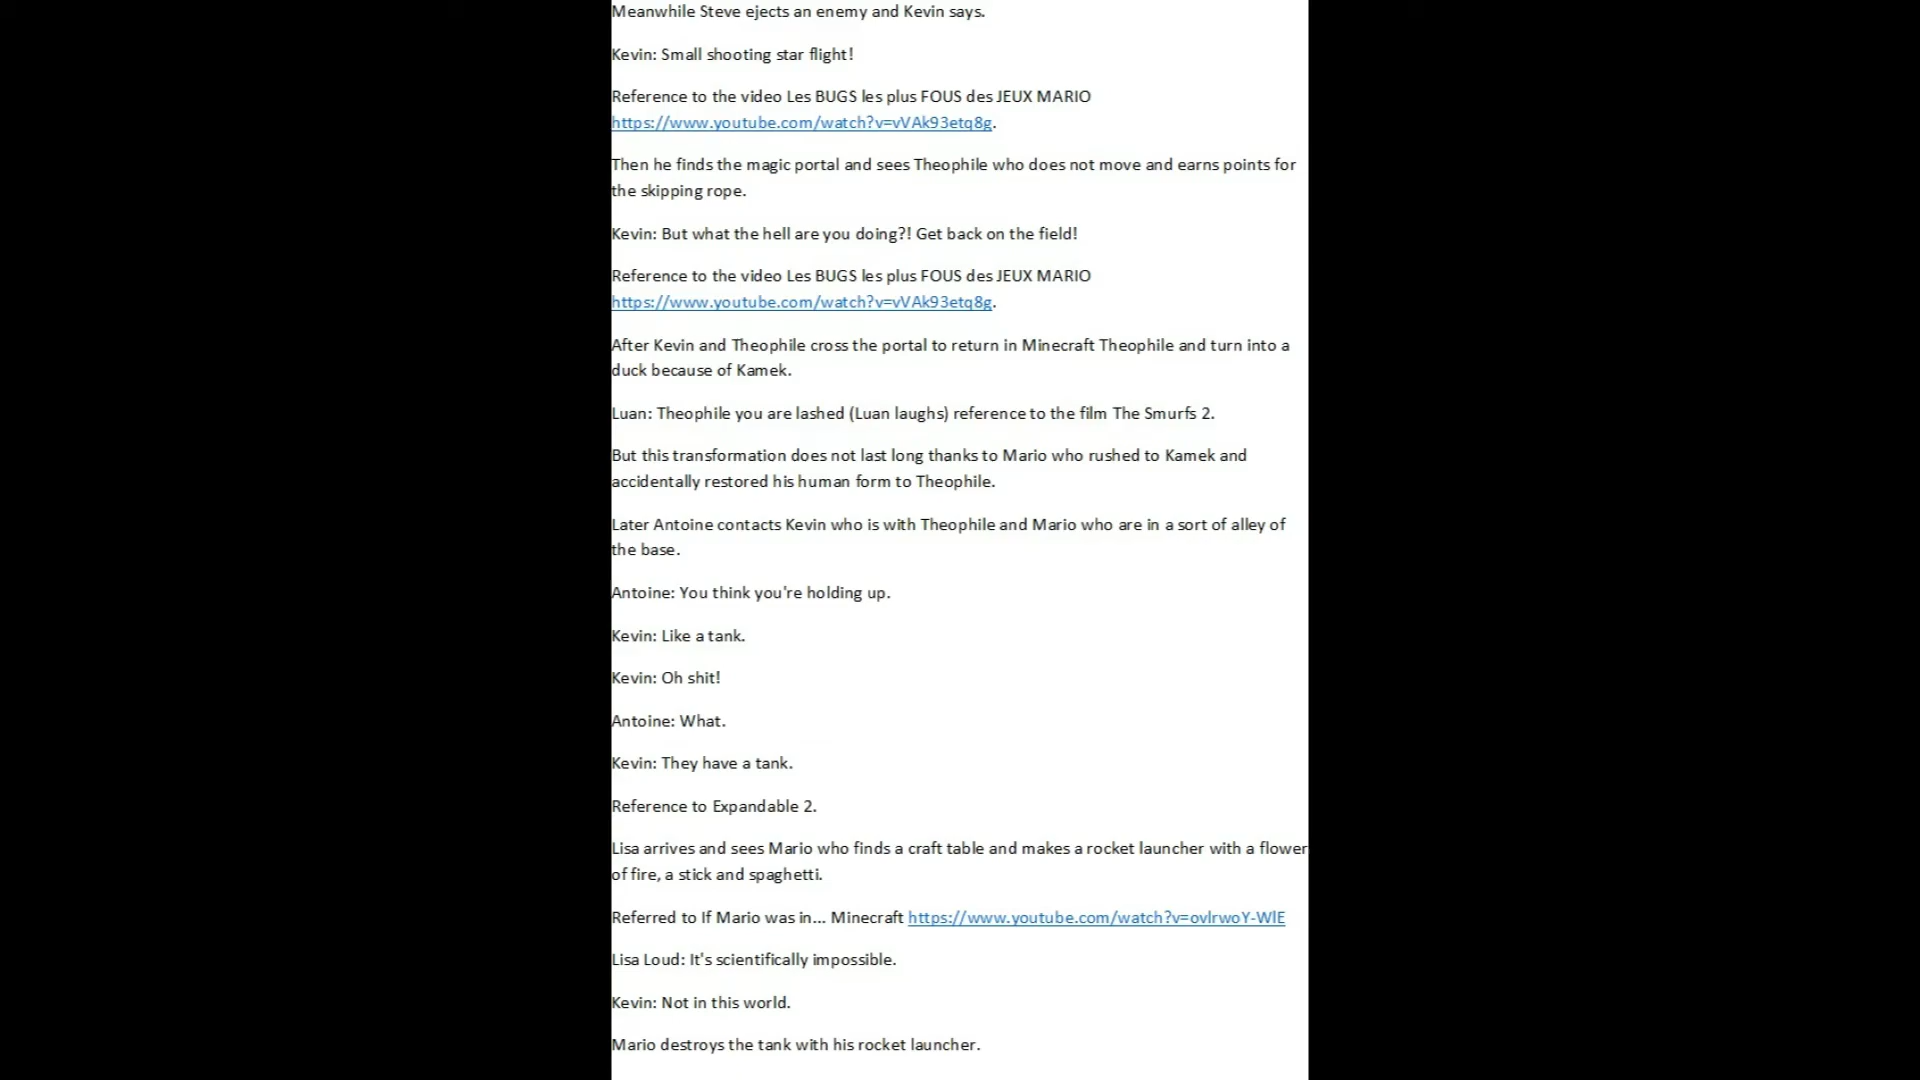 Meanwhile Steve ejects an enemy and Kevin says.
Kevin: Small shooting star flight!
Reference to the video Les BUGS les plus FOUS des JEUX MARIO
https://www.youtube.com/watch?v=vVAk93etq8g.
Then he finds the magic portal and sees Theophile who does not move and earns points for
the skipping rope.
Kevin: But what the hell are you doing?! Get back on the field!
Reference to the video Les BUGS les plus FOUS des JEUX MARIO
https://www.youtube.com/watch?v=vVAk93etq8g.
After Kevin and Theophile cross the portal to return in Minecraft Theophile and turn into a
duck because of Kamek.
Luan: Theophile you are lashed (Luan laughs) reference to the film The Smurfs 2.
But this transformation does not last long thanks to Mario who rushed to Kamek and
accidentally restored his human form to Theophile.
Later Antoine contacts Kevin who is with Theophile and Mario who are in a sort of alley of
the base.
Antoine: You think you're holding up.
Kevin: Like a tank.
Kevin: Oh shit!
Antoine: What.
Kevin: They have a tank.
Reference to Expandable 2.
Lisa arrives and sees Mario who finds a craft table and makes a rocket launcher with a flower
of fire, a stick and spaghetti.
Referred to If Mario was in... Minecraft https://www.youtube.com/watch?v=ovlrwoY-WlE
Lisa Loud: It's scientifically impossible.
Kevin: Not in this world.
Mario destroys the tank with his rocket launcher.